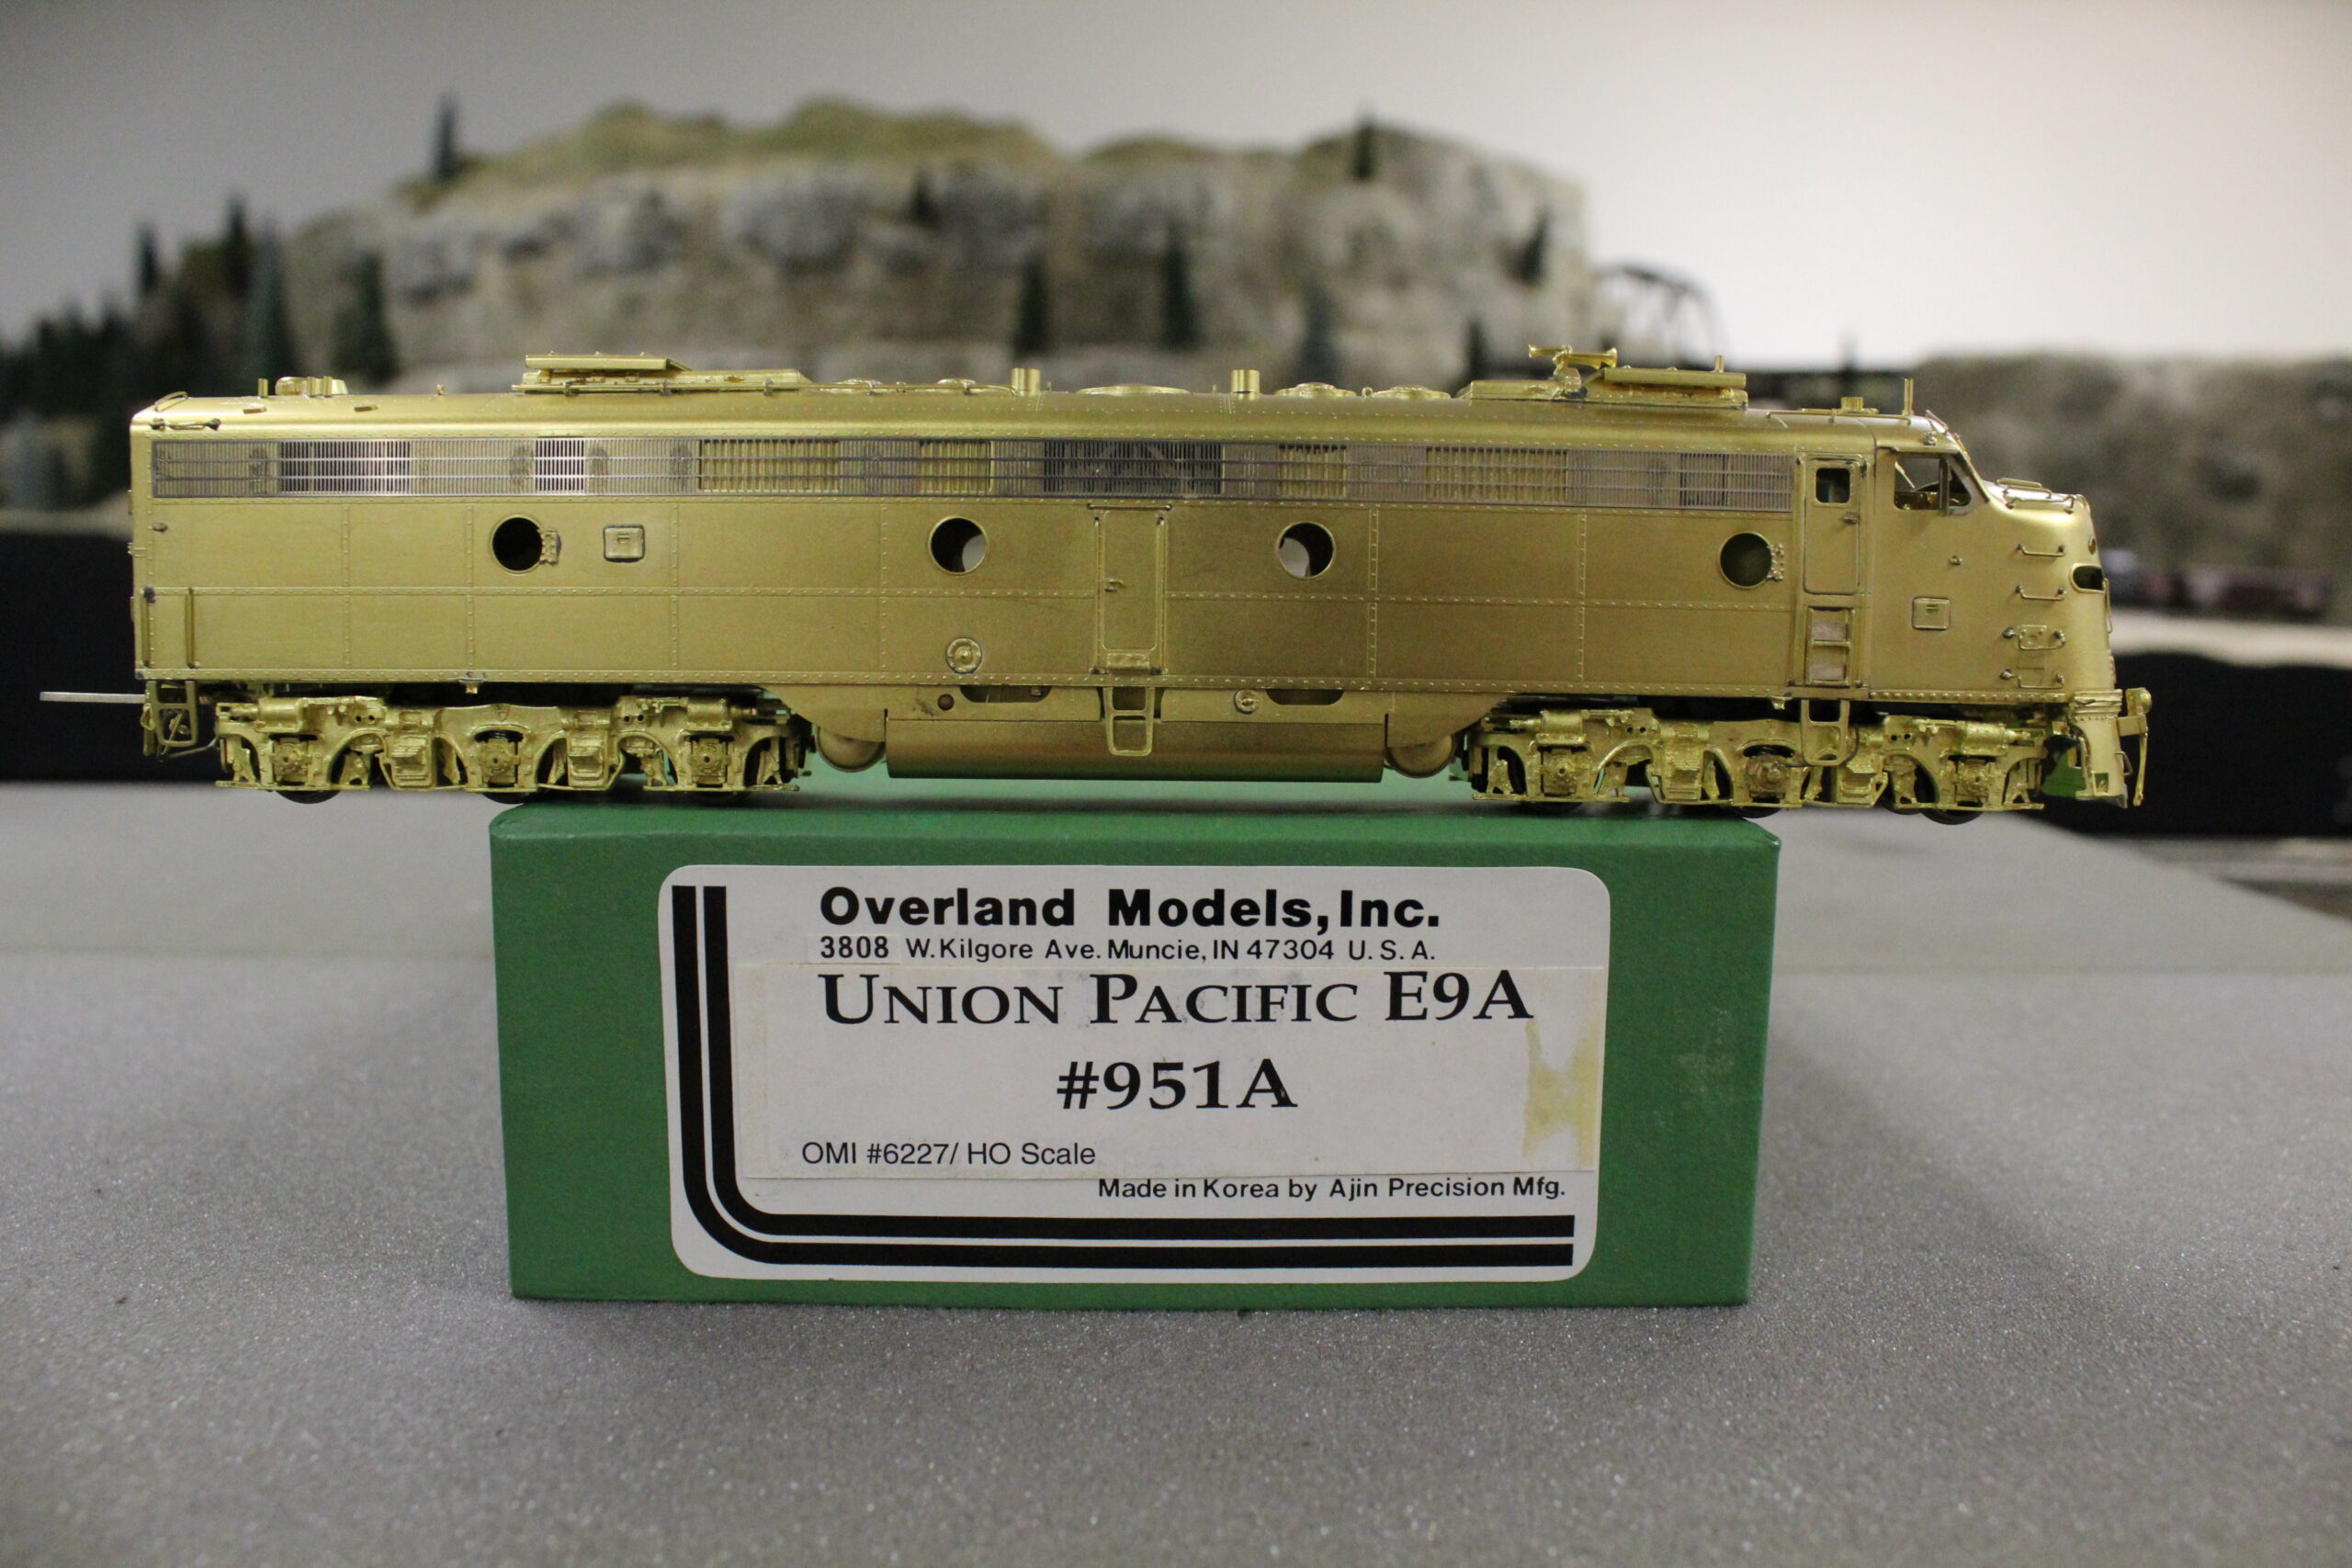 Overland Models, Inc.
3808 W. Kilgore Ave. Muncie, IN 47304 U. S. A.
UNION PACIFIC E9A
#951A
OMI #6227/ HO Scale
Made in Korea by Ajin Precision Mfg.